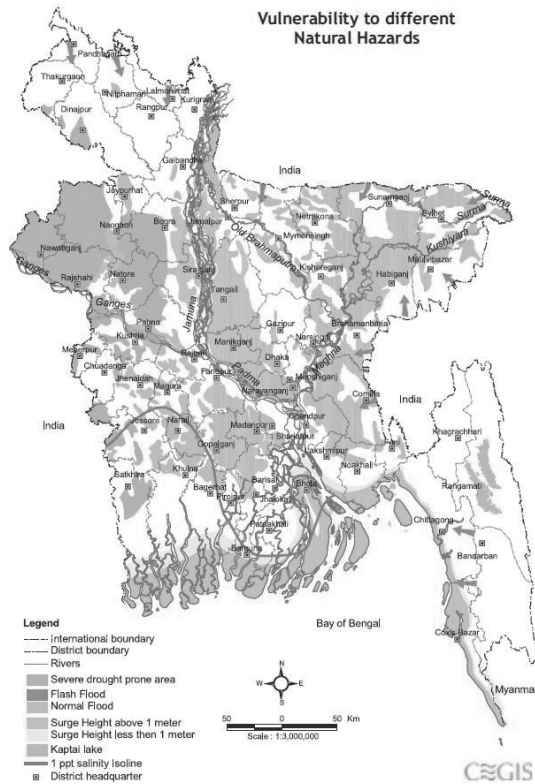 Vulnerability to different
Natural Hazards
Panchagarh
Thakurgaon
Nilphamari
Lalmonirhat
Dinajpur
Rangpur
Kurigram
Gaibandha
India
Joypurhat
Sherpur
Netrakona
Sunamganj
Sylhet
Surma
Surma
Naogaon
Bogra
Jamalpur
Old Brahmaputra
Mymensingh
Kushiyara
Nawabganj
Ganges
Rajshahi
Natore
Sirajganj
Kishoreganj
Maulvibazar
Habiganj
Tangail
Ganges
Pabna
Jamuna
Gazipur
Brahamanbaria
Kushtia
Manikganj
Narsingdi
Meherpur
Chuadanga
Rajbari
Dhaka
Meghna
Jhenaidah
Faridpur
Padma
Munshiganj
Magura
Narayanganj
Comilla
India
India
Jessore
Narail
Madaripur
Chandpur
Khagrachhari
Gopalganj
Shariatpur
Lakshmipur
Feni
Satkhira
Khulna
Noakhali
Rangamati
Bagerhat
Barisal
Bhola
Pirojpur
Jhalokati
Chittagong
Patuakhali
Bandarban
Barguna
Bay of Bengal
Cox's Bazar
Myanmar
Legend
International boundary
District boundary
Rivers
Severe drought prone area
Flash Flood
Normal Flood
Surge Height above 1 meter
Surge Height less then 1 meter
Kaptai lake
1 ppt salinity Isoline
District headquarter
N
W E
S
50 0 50 Km
Scale : 1:3,000,000
CEGIS